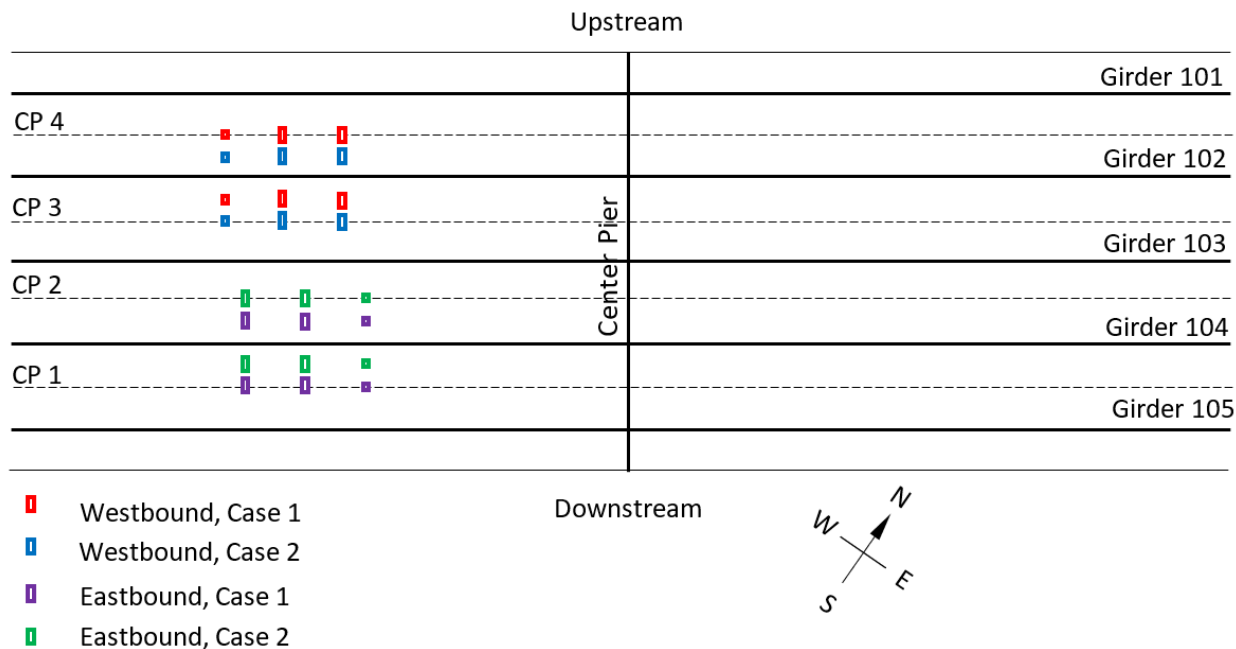 Upstream
Girder 101
CP 4
Girder 102
CP 3
Girder 103
Center Pier
CP 2
Girder 104
CP 1
Girder 105
Downstream
Westbound, Case 1
Westbound, Case 2
Eastbound, Case 1
Eastbound, Case 2
N
W
E
S